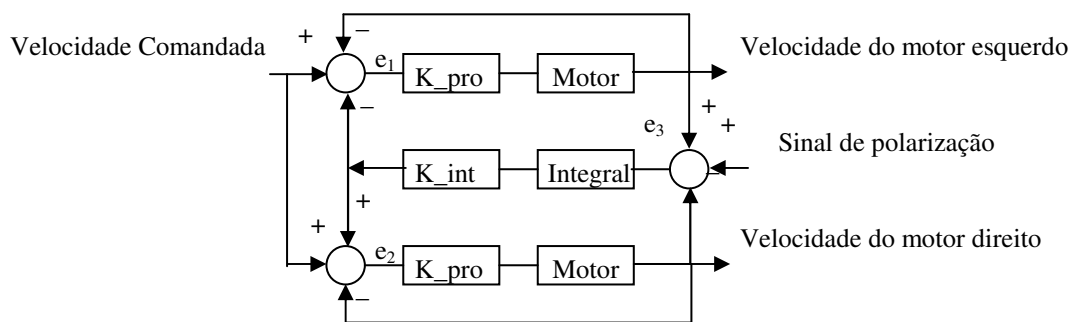 Velocidade Comandada
+
–
Velocidade do motor esquerdo
e₁
K_pro
Motor
–
+
+
e₃
Sinal de polarização
K_int
Integral
–
+
+
Velocidade do motor direito
e₂
K_pro
Motor
–